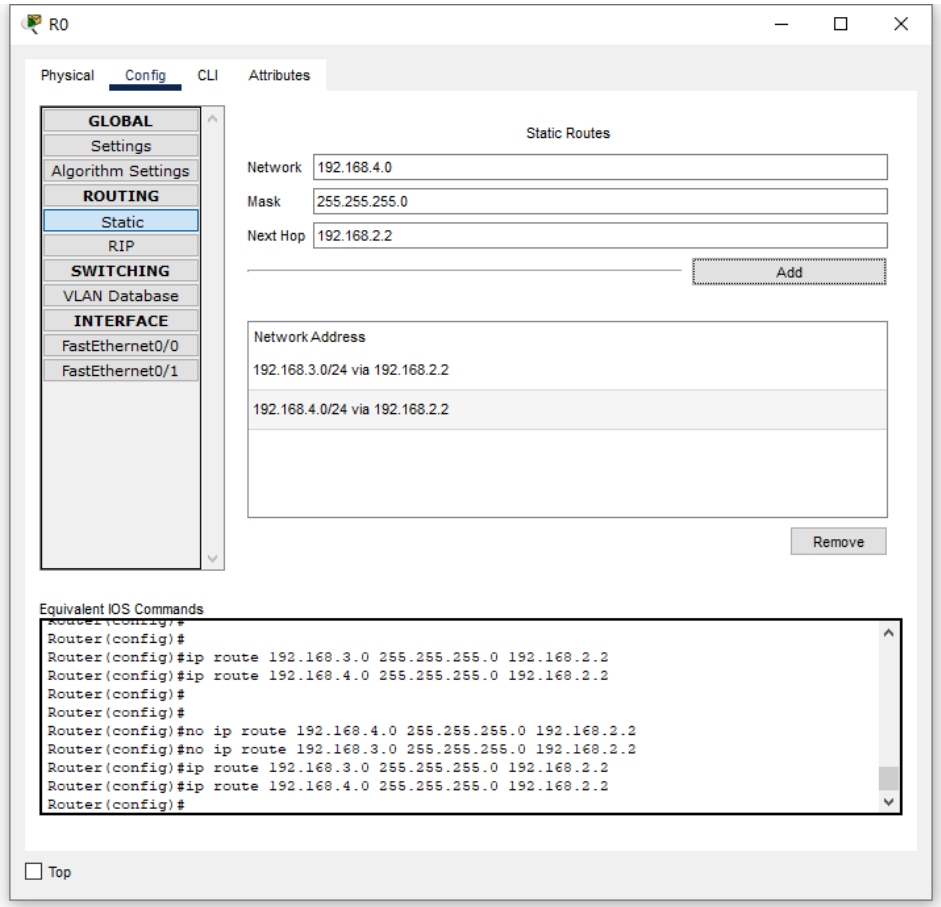 R0
Physical Config CLI Attributes
GLOBAL
Settings
Algorithm Settings
ROUTING
Static
RIP
SWITCHING
VLAN Database
INTERFACE
FastEthernet0/0
FastEthernet0/1
Static Routes
Network 192.168.4.0
Mask 255.255.255.0
Next Hop 192.168.2.2
Add
Network Address
192.168.3.0/24 via 192.168.2.2
192.168.4.0/24 via 192.168.2.2
Remove
Equivalent IOS Commands
Router(config)#
Router(config)#
Router(config)#ip route 192.168.3.0 255.255.255.0 192.168.2.2
Router(config)#ip route 192.168.4.0 255.255.255.0 192.168.2.2
Router(config)#
Router(config)#
Router(config)#no ip route 192.168.4.0 255.255.255.0 192.168.2.2
Router(config)#no ip route 192.168.3.0 255.255.255.0 192.168.2.2
Router(config)#ip route 192.168.3.0 255.255.255.0 192.168.2.2
Router(config)#ip route 192.168.4.0 255.255.255.0 192.168.2.2
Router(config)#
Top